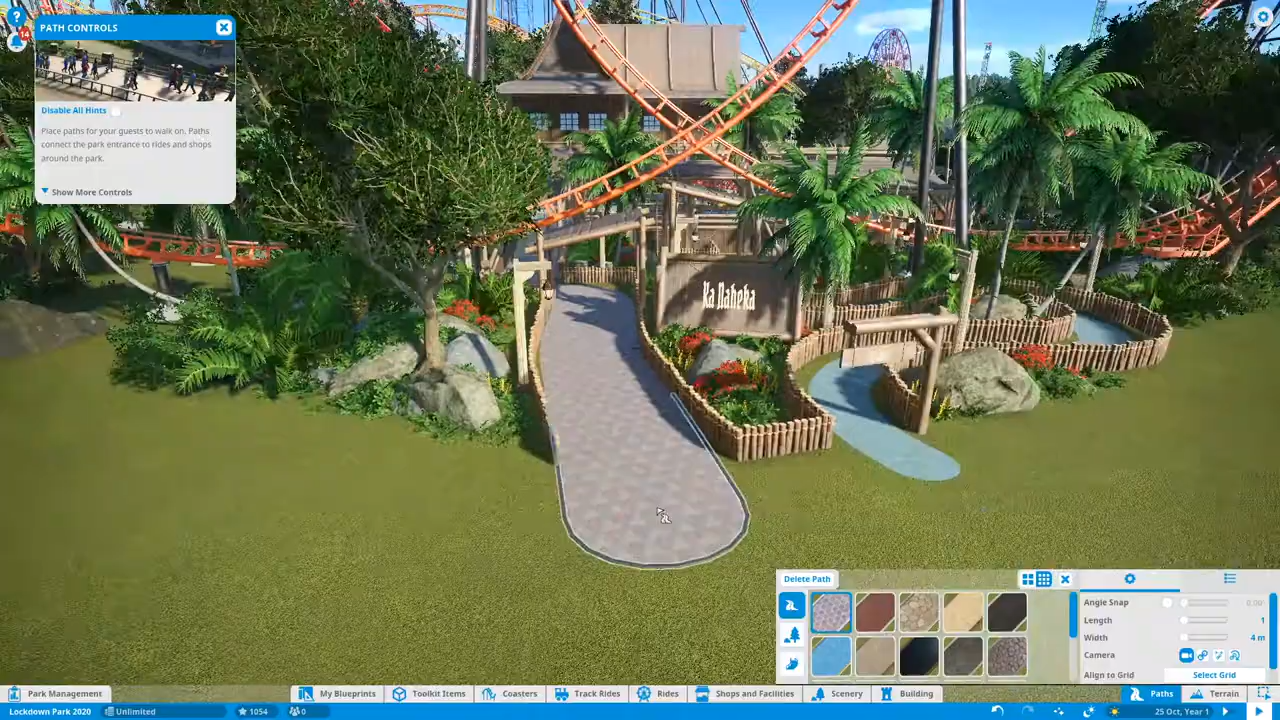 ?
PATH CONTROLS
14
Disable All Hints
Place paths for your guests to walk on. Paths
connect the park entrance to rides and shops
around the park.
Show More Controls
Ka Naheka
Delete Path
Angie Snap
0.00°
Length
1
Width
4 m
Camera
Align to Grid
Select Grid
Park Management
My Blueprints
Toolkit Items
Coasters
Track Rides
Rides
Shops and Facilities
Scenery
Building
Paths
Terrain
Lockdown Park 2020
Unlimited
1054
0
25 Oct, Year 1